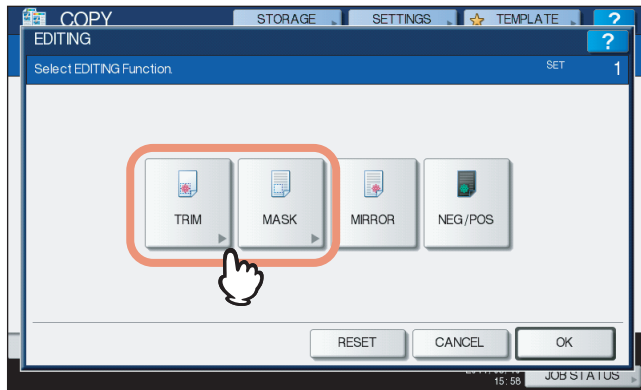 COPY STORAGE SETTINGS TEMPLATE ?
EDITING ?
Select EDITING Function. SET 1
TRIM MASK MIRROR NEG/POS
RESET CANCEL OK
15:58 JOB STATUS